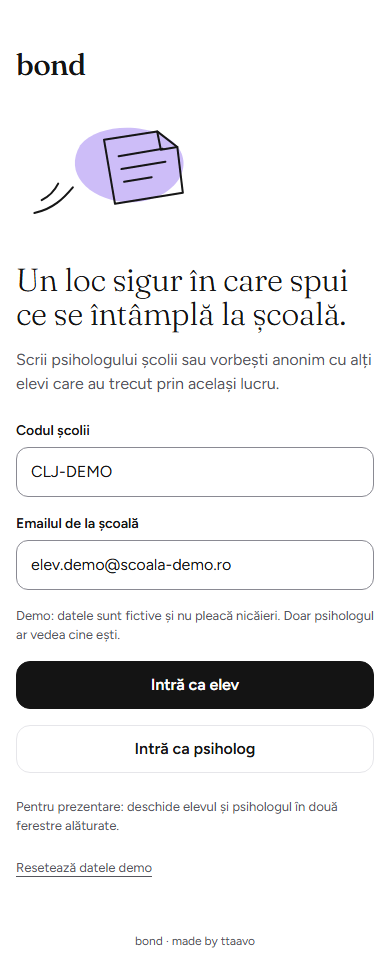 bond
Un loc sigur în care spui
ce se întâmplă la școală.
Scrii psihologului școlii sau vorbești anonim cu alți
elevi care au trecut prin același lucru.
Codul școlii
CLJ-DEMO
Emailul de la școală
elev.demo@scoala-demo.ro
Demo: datele sunt fictive și nu pleacă nicăieri. Doar psihologul
ar vedea cine ești.
Intră ca elev
Intră ca psiholog
Pentru prezentare: deschide elevul și psihologul în două
ferestre alăturate.
Resetează datele demo
bond · made by ttaavo